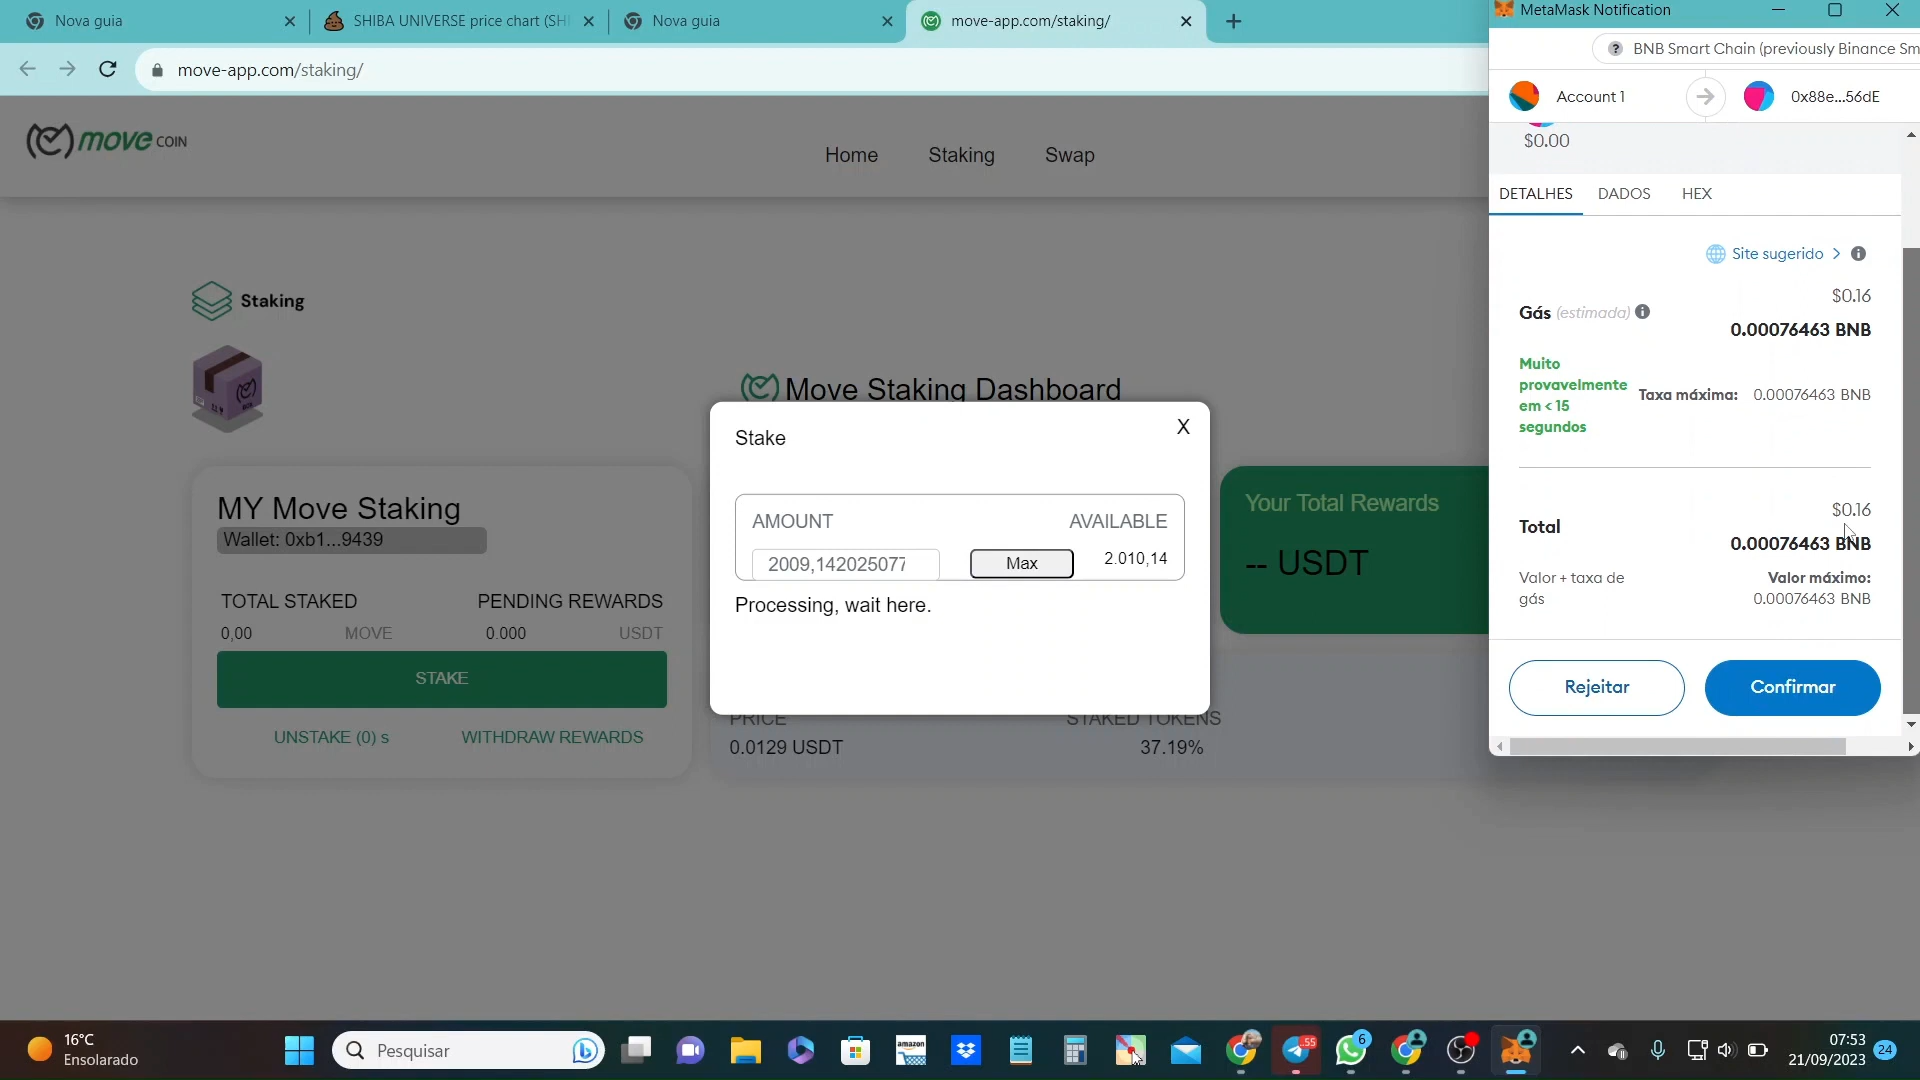 Nova guia
SHIBA UNIVERSE price chart (SHI
Nova guia
move-app.com/staking/
move-app.com/staking/
move COIN
Home
Staking
Swap
Staking
Move Staking Dashboard
MY Move Staking
Wallet: 0xb1...9439
TOTAL STAKED
PENDING REWARDS
0,00 MOVE
0.000 USDT
STAKE
UNSTAKE (0) s
WITHDRAW REWARDS
Stake
X
AMOUNT
AVAILABLE
2009,142025077
Max
2.010,14
Processing, wait here.
Your Total Rewards
-- USDT
PRICE
0.0129 USDT
STAKED TOKENS
37.19%
MetaMask Notification
BNB Smart Chain (previously Binance Sm
Account 1
0x88e...56dE
$0.00
DETALHES
DADOS
HEX
Site sugerido
$0.16
Gás (estimada)
0.00076463 BNB
Muito
provavelmente
em < 15
segundos
Taxa máxima: 0.00076463 BNB
$0.16
Total
0.00076463 BNB
Valor + taxa de
gás
Valor máximo:
0.00076463 BNB
Rejeitar
Confirmar
16°C
Ensolarado
Pesquisar
amazon
55
6
07:53
21/09/2023
24